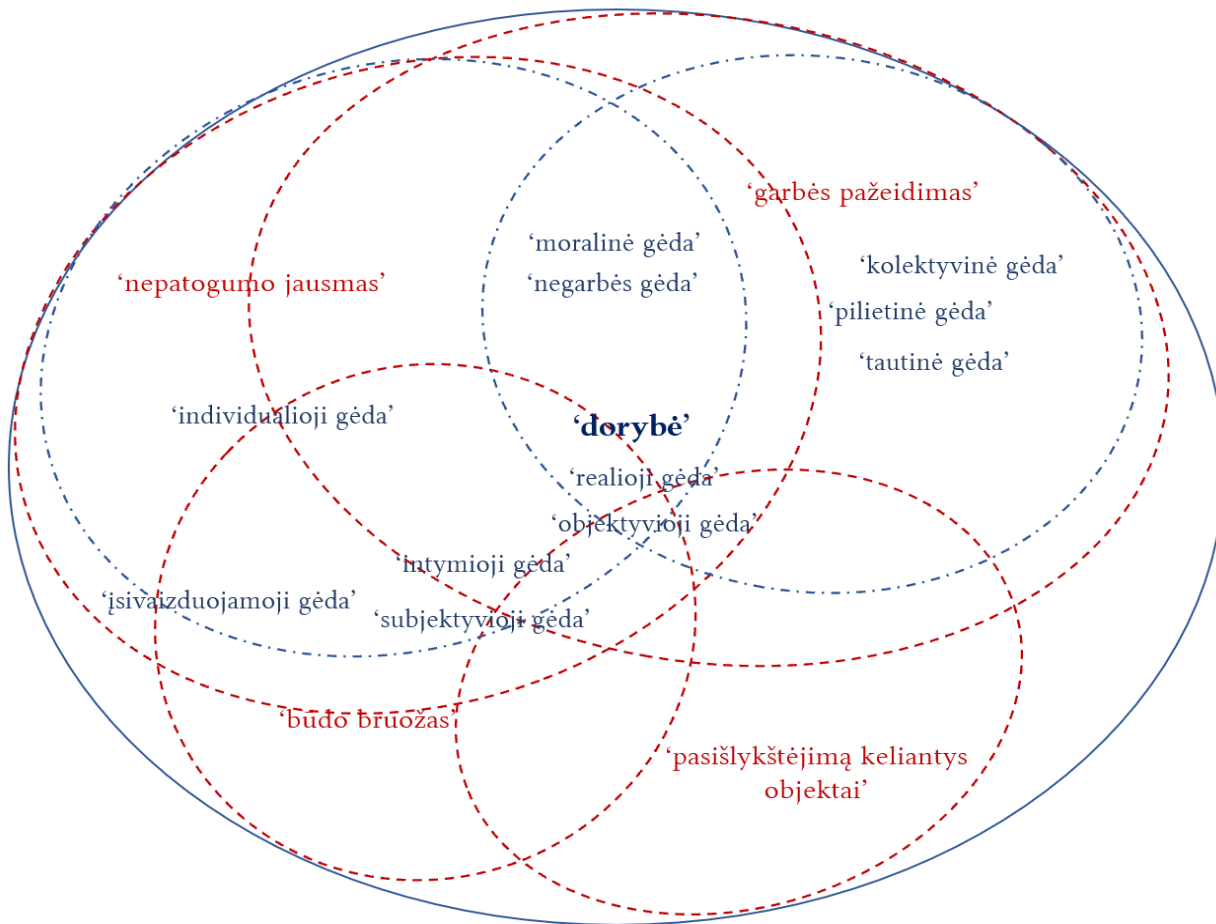 ‘garbės pažeidimas’
‘moralinė gėda’
‘kolektyvinė gėda’
‘nepatogumo jausmas’
‘negarbės gėda’
‘pilietinė gėda’
‘tautinė gėda’
‘individualioji gėda’
‘dorybė’
‘realioji gėda’
‘objektyvioji gėda’
‘intymioji gėda’
‘įsivaizduojamoji gėda’
‘subjektyvioji gėda’
‘būdo bruožas’
‘pasišlykštėjimą keliantys
objektai’